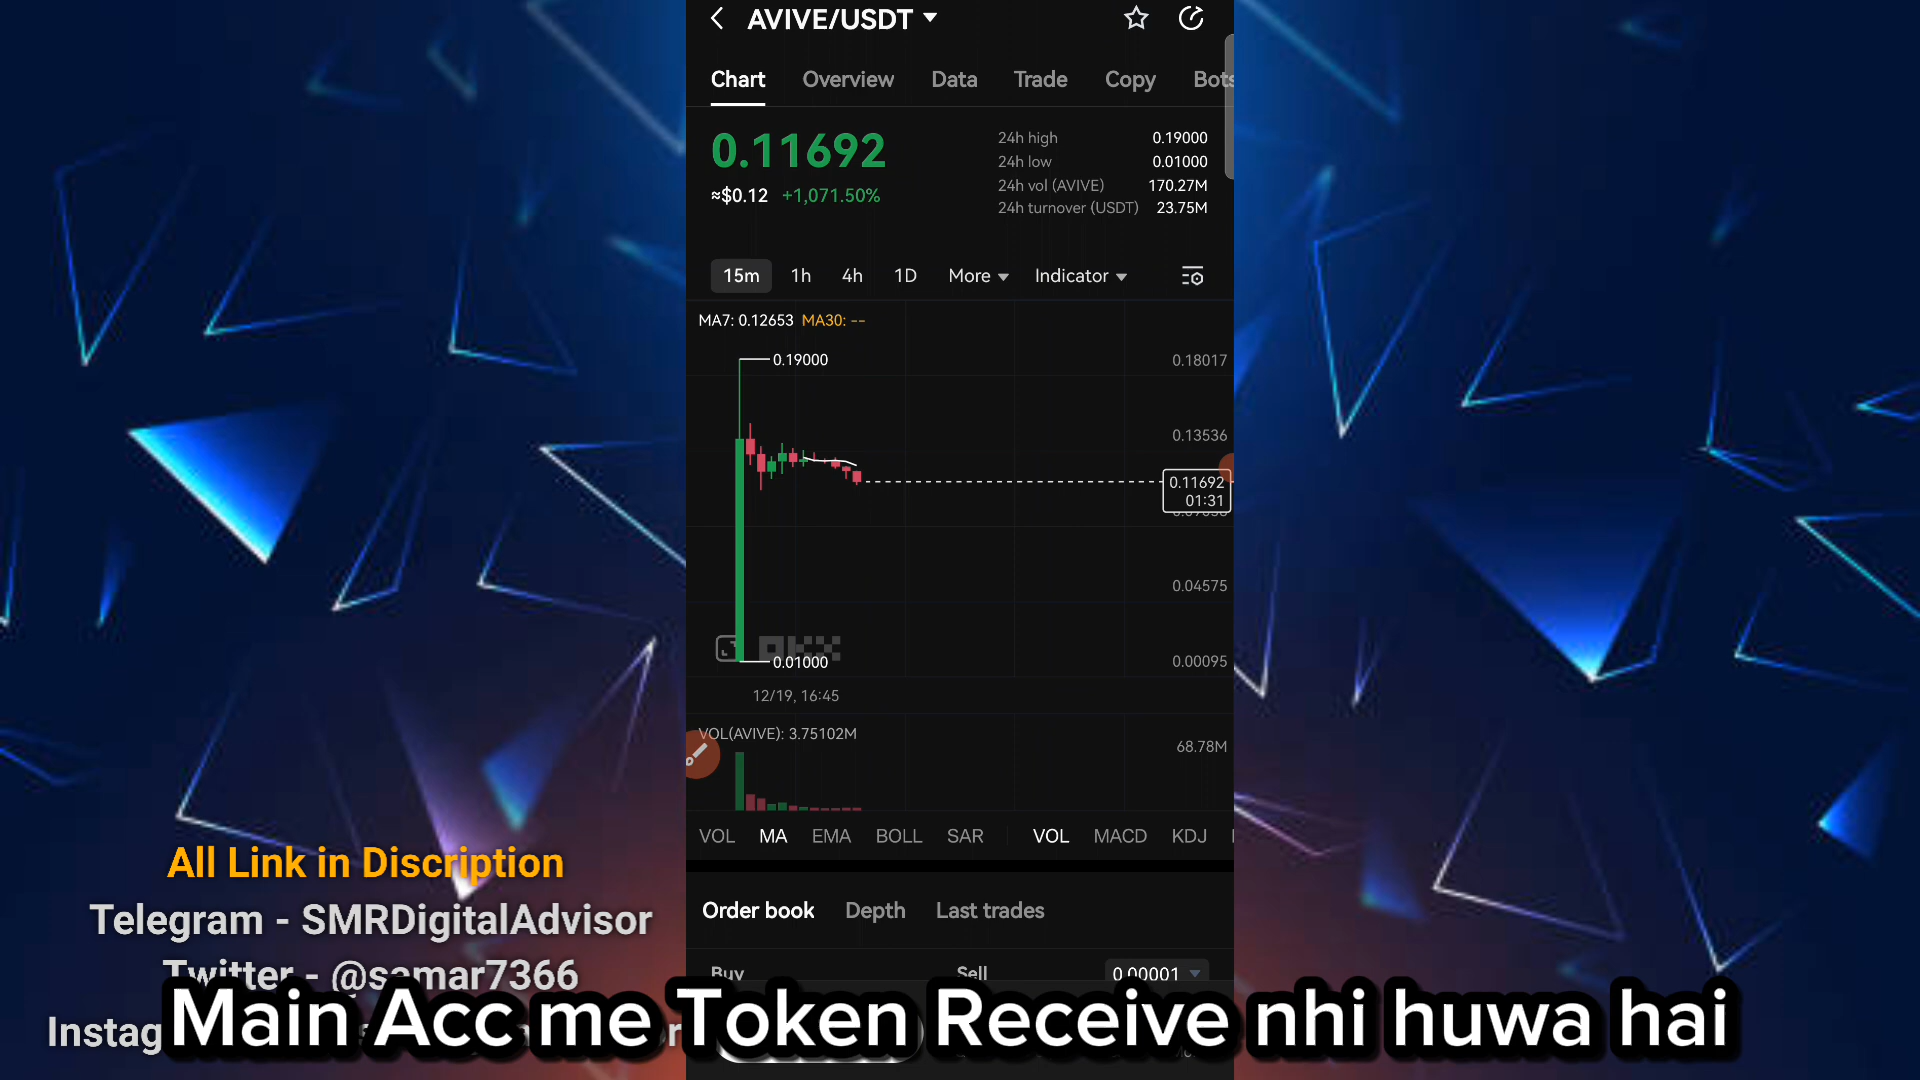 AVIVE/USDT
Chart Overview Data Trade Copy Bots
0.11692
≈$0.12 +1,071.50%
24h high 0.19000
24h low 0.01000
24h vol (AVIVE) 170.27M
24h turnover (USDT) 23.75M
15m 1h 4h 1D More Indicator
MA7: 0.12653 MA30: --
0.19000
0.18017
0.13536
0.11692
01:31
0.04575
OKX
0.01000
0.00095
12/19, 16:45
VOL(AVIVE): 3.75102M
68.78M
VOL MA EMA BOLL SAR VOL MACD KDJ
Order book Depth Last trades
Buy Sell 0.00001
All Link in Discription
Telegram - SMRDigitalAdvisor
Twitter - @samar7366
Instag
Main Acc me Token Receive nhi huwa hai